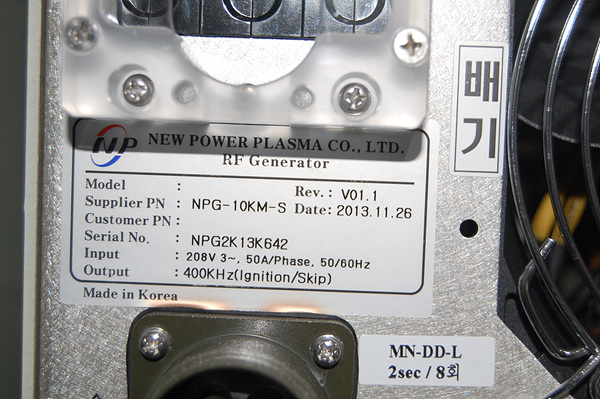 배기
NP NEW POWER PLASMA CO., LTD.
RF Generator
Model :
Rev. : V01.1
Supplier PN : NPG-10KM-S Date: 2013.11.26
Customer PN :
Serial No. : NPG2K13K642
Input : 208V 3~, 50A/Phase, 50/60Hz
Output : 400KHz(Ignition/Skip)
Made in Korea
MN-DD-L
2sec / 8회